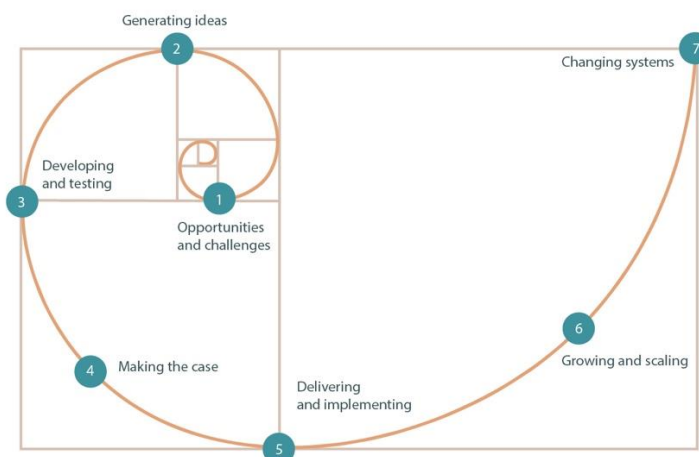 Generating ideas
2
7
Changing systems
Developing
and testing
3
1
Opportunities
and challenges
6
Growing and scaling
4
Making the case
Delivering
and implementing
5